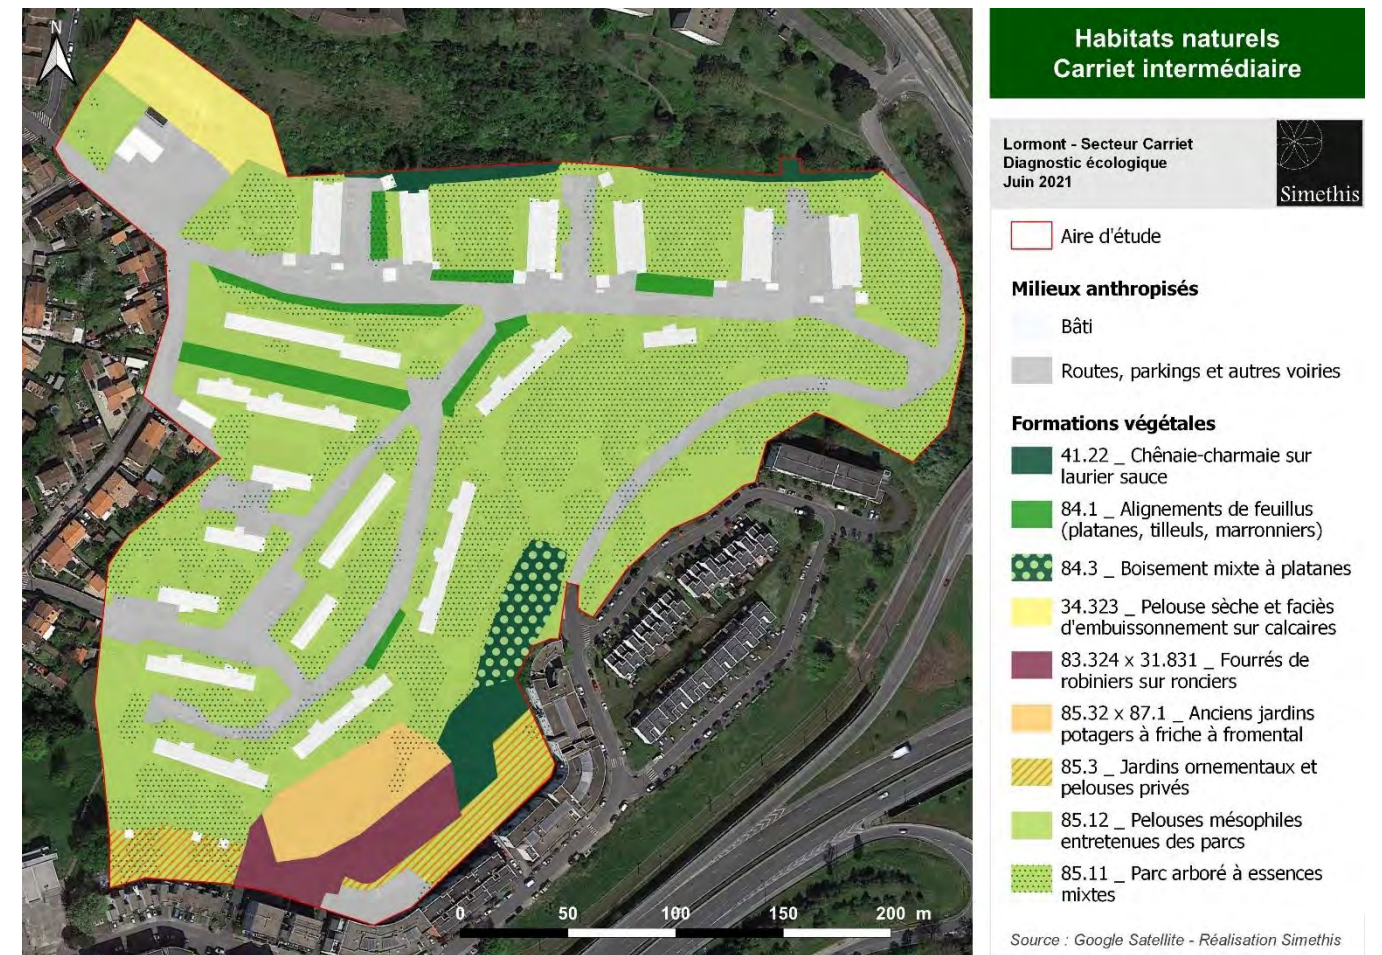 N
Habitats naturels
Carriet intermédiaire
Lormont - Secteur Carriet
Diagnostic écologique
Juin 2021
Simethis
Aire d'étude
Milieux anthropisés
Bâti
Routes, parkings et autres voiries
Formations végétales
41.22 _ Chênaie-charmaie sur
laurier sauce
84.1 _ Alignements de feuillus
(platanes, tilleuls, marronniers)
84.3 _ Boisement mixte à platanes
34.323 _ Pelouse sèche et faciès
d'embuissonnement sur calcaires
83.324 x 31.831 _ Fourrés de
robiniers sur ronciers
85.32 x 87.1 _ Anciens jardins
potagers à friche à fromental
85.3 _ Jardins ornementaux et
pelouses privés
85.12 _ Pelouses mésophiles
entretenues des parcs
85.11 _ Parc arboré à essences
mixtes
0 50 100 150 200 m
Source : Google Satellite - Réalisation Simethis